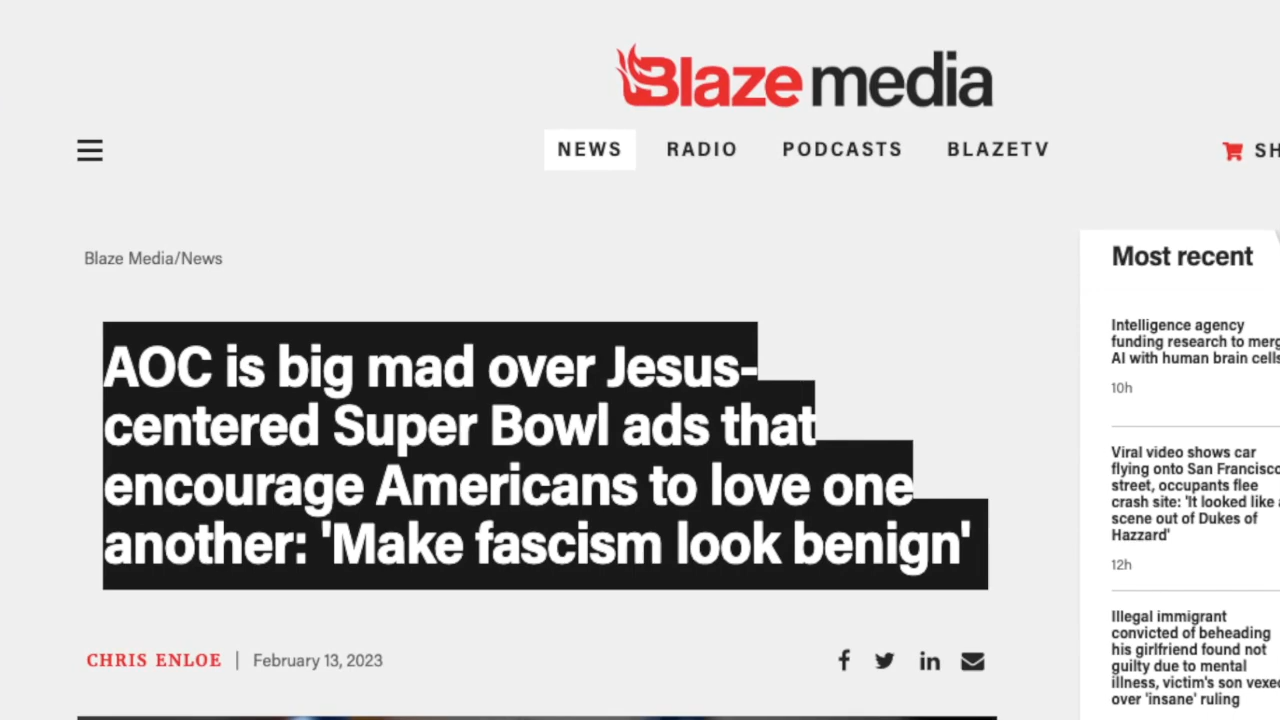 Blaze media
NEWS RADIO PODCASTS BLAZETV
Blaze Media/News
AOC is big mad over Jesus-
centered Super Bowl ads that
encourage Americans to love one
another: 'Make fascism look benign'
CHRIS ENLOE | February 13, 2023
Most recent
Intelligence agency
funding research to
AI with human brain
10h
Viral video shows car
flying onto San Francisco
street, occupants flee
crash site: 'It looked like
scene out of Dukes of
Hazzard'
12h
Illegal immigrant
convicted of beheading
his girlfriend found not
guilty due to mental
illness, victim's son
over 'insane' ruling